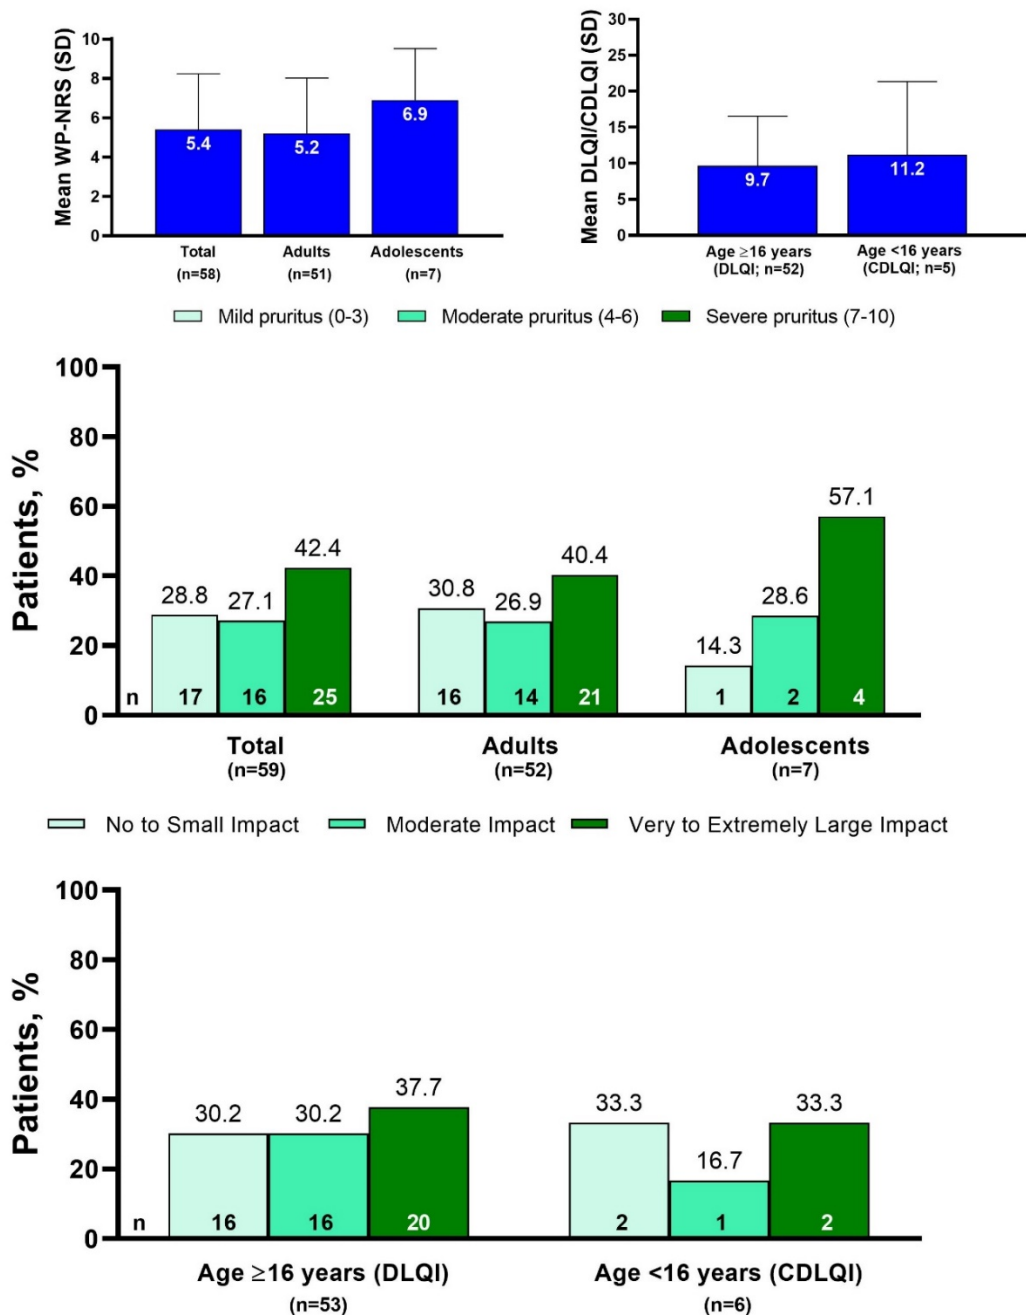 Mean WP-NRS (SD)
10
8
6
4
2
0
5.4
5.2
6.9
Total
(n=58)
Adults
(n=51)
Adolescents
(n=7)
Mean DLQI/CDLQI (SD)
30
25
20
15
10
5
0
9.7
11.2
Age ≥16 years
(DLQI; n=52)
Age <16 years
(CDLQI; n=5)
Mild pruritus (0-3) Moderate pruritus (4-6) Severe pruritus (7-10)
Patients, %
100
80
60
40
20
0
28.8 27.1 42.4
30.8 26.9 40.4
14.3 28.6 57.1
n 17 16 25 16 14 21 1 2 4
Total
(n=59)
Adults
(n=52)
Adolescents
(n=7)
No to Small Impact Moderate Impact Very to Extremely Large Impact
Patients, %
100
80
60
40
20
0
30.2 30.2 37.7
33.3 16.7 33.3
n 16 16 20 2 1 2
Age ≥16 years (DLQI)
(n=53)
Age <16 years (CDLQI)
(n=6)